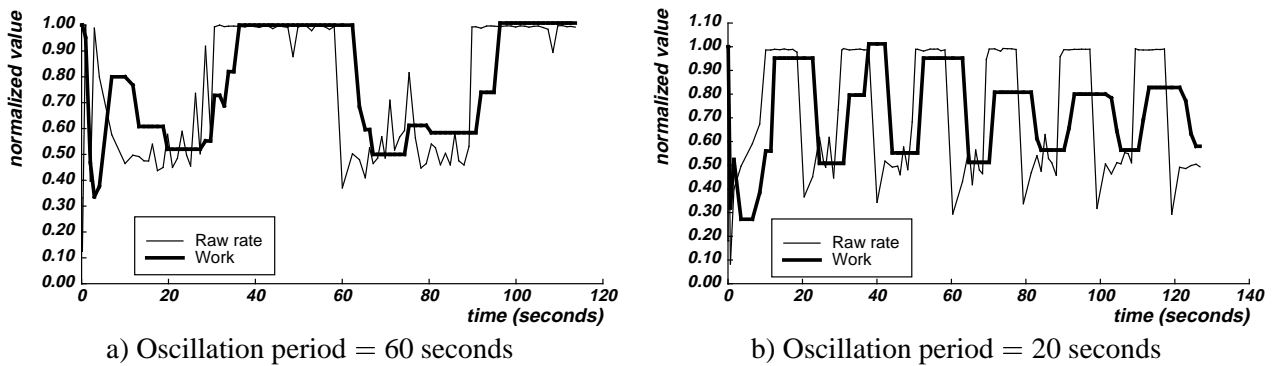 normalized value
1.00
0.90
0.80
0.70
0.60
0.50
0.40
0.30
0.20
0.10
0.00
Raw rate
Work
0 20 40 60 80 100 120
time (seconds)
a) Oscillation period = 60 seconds
normalized value
1.10
1.00
0.90
0.80
0.70
0.60
0.50
0.40
0.30
0.20
0.10
0.00
Raw rate
Work
0 20 40 60 80 100 120 140
time (seconds)
b) Oscillation period = 20 seconds